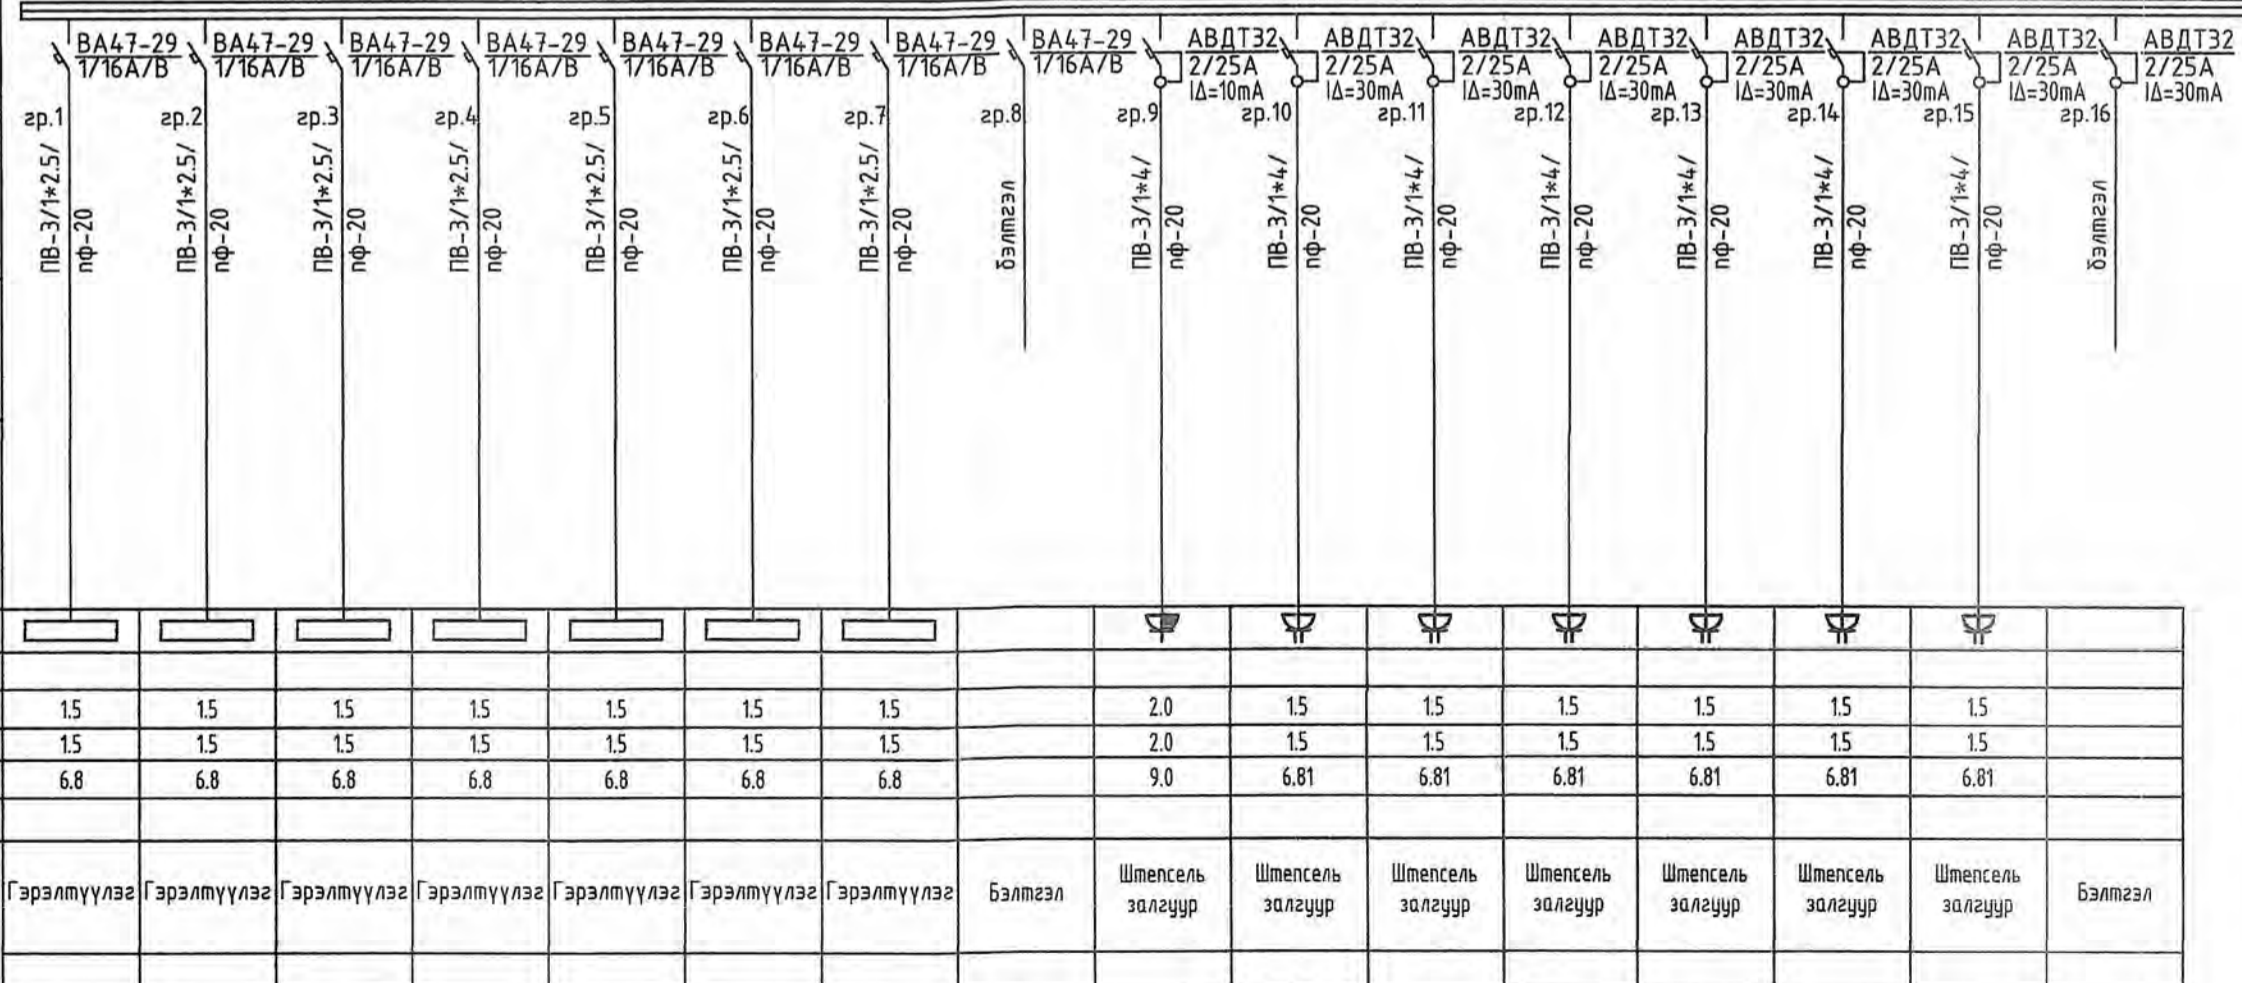 ВА47-29 ВА47-29 ВА47-29 ВА47-29 ВА47-29 ВА47-29 ВА47-29 ВА47-29 АВДТ32 АВДТ32 АВДТ32 АВДТ32 АВДТ32 АВДТ32 АВДТ32 АВДТ32
1/16А/В 1/16А/В 1/16А/В 1/16А/В 1/16А/В 1/16А/В 1/16А/В 1/16А/В 2/25А 2/25А 2/25А 2/25А 2/25А 2/25А 2/25А 2/25А
IΔ=10mA IΔ=30mA IΔ=30mA IΔ=30mA IΔ=30mA IΔ=30mA IΔ=30mA IΔ=30mA
гр.1 гр.2 гр.3 гр.4 гр.5 гр.6 гр.7 гр.8 гр.9 гр.10 гр.11 гр.12 гр.13 гр.14 гр.15 гр.16
ПВ-3/1*2.5/
пф-20
ПВ-3/1*2.5/
пф-20
ПВ-3/1*2.5/
пф-20
ПВ-3/1*2.5/
пф-20
ПВ-3/1*2.5/
пф-20
ПВ-3/1*2.5/
пф-20
ПВ-3/1*2.5/
пф-20
бэлтгэл
ПВ-3/1*4/
пф-20
ПВ-3/1*4/
пф-20
ПВ-3/1*4/
пф-20
ПВ-3/1*4/
пф-20
ПВ-3/1*4/
пф-20
ПВ-3/1*4/
пф-20
ПВ-3/1*4/
пф-20
бэлтгэл
1.5 1.5 1.5 1.5 1.5 1.5 1.5 2.0 1.5 1.5 1.5 1.5 1.5 1.5
1.5 1.5 1.5 1.5 1.5 1.5 1.5 2.0 1.5 1.5 1.5 1.5 1.5 1.5
6.8 6.8 6.8 6.8 6.8 6.8 6.8 9.0 6.81 6.81 6.81 6.81 6.81 6.81
Гэрэлтүүлэг Гэрэлтүүлэг Гэрэлтүүлэг Гэрэлтүүлэг Гэрэлтүүлэг Гэрэлтүүлэг Гэрэлтүүлэг Бэлтгэл
Штепсель Штепсель Штепсель Штепсель Штепсель Штепсель Штепсель
залгуур залгуур залгуур залгуур залгуур залгуур залгуур
Бэлтгэл